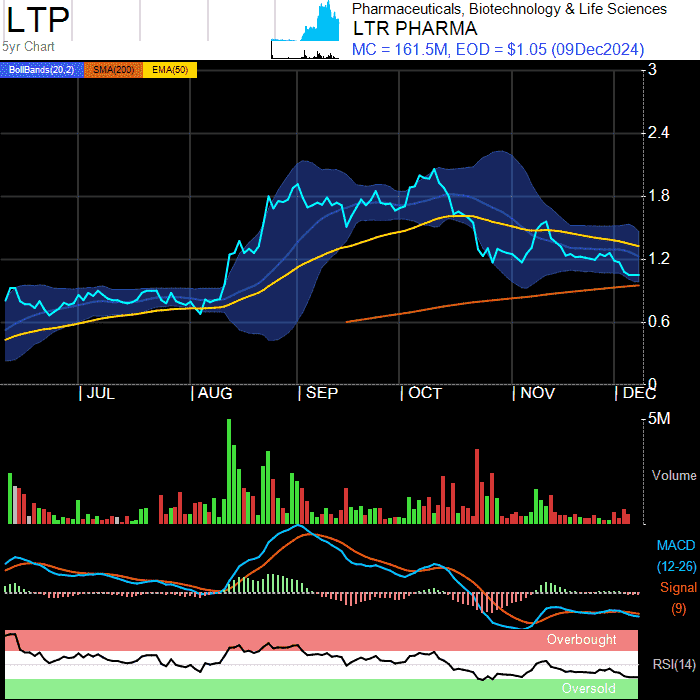 LTP
5yr Chart
Pharmaceuticals, Biotechnology & Life Sciences
LTR PHARMA
MC = 161.5M, EOD = $1.05 (09Dec2024)
BollBands(20,2) SMA(200) EMA(50)
3
2.4
1.8
1.2
0.6
0
| JUL | AUG | SEP | OCT | NOV | DEC
5M
Volume
MACD
(12-26)
Signal
(9)
Overbought
RSI(14)
Oversold